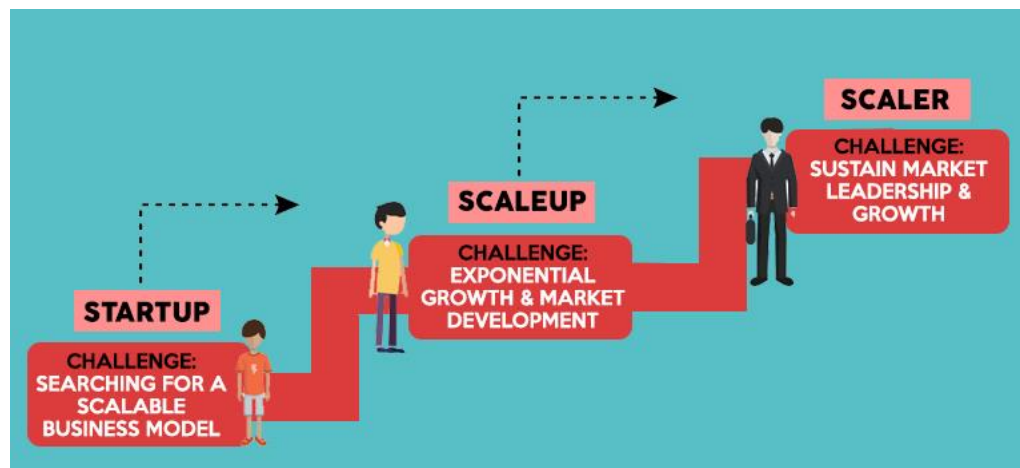 STARTUP
CHALLENGE:
SEARCHING FOR A
SCALABLE
BUSINESS MODEL
SCALEUP
CHALLENGE:
EXPONENTIAL
GROWTH & MARKET
DEVELOPMENT
SCALER
CHALLENGE:
SUSTAIN MARKET
LEADERSHIP &
GROWTH